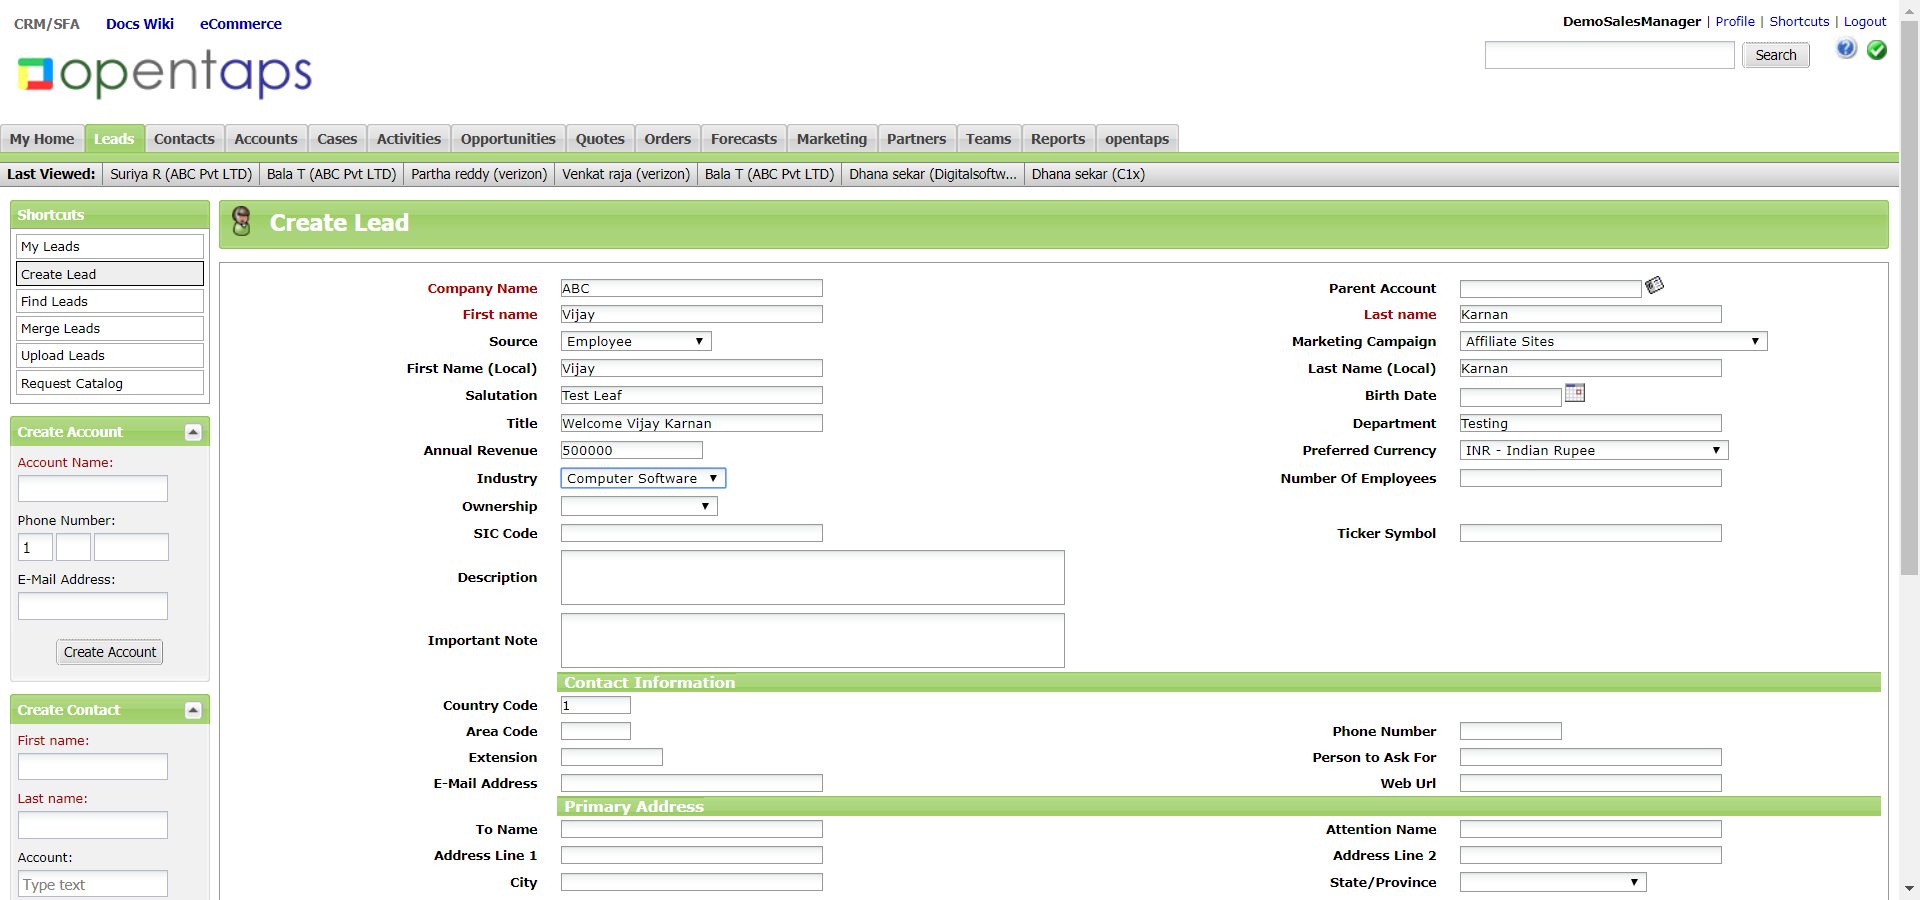 CRM/SFA Docs Wiki eCommerce
DemoSalesManager | Profile | Shortcuts | Logout
opentaps
Search
My Home Leads Contacts Accounts Cases Activities Opportunities Quotes Orders Forecasts Marketing Partners Teams Reports opentaps
Last Viewed: Suriya R (ABC Pvt LTD) Bala T (ABC Pvt LTD) Partha reddy (verizon) Venkat raja (verizon) Bala T (ABC Pvt LTD) Dhana sekar (Digitalsoftw... Dhana sekar (C1x)
Shortcuts
My Leads
Create Lead
Find Leads
Merge Leads
Upload Leads
Request Catalog
Create Account
Account Name:
Phone Number:
1
E-Mail Address:
Create Account
Create Contact
First name:
Last name:
Account:
Type text
Create Lead
Company Name ABC Parent Account
First name Vijay Last name Karnan
Source Employee Marketing Campaign Affiliate Sites
First Name (Local) Vijay Last Name (Local) Karnan
Salutation Test Leaf Birth Date
Title Welcome Vijay Karnan Department Testing
Annual Revenue 500000 Preferred Currency INR - Indian Rupee
Industry Computer Software Number Of Employees
Ownership
SIC Code Ticker Symbol
Description
Important Note
Contact Information
Country Code 1
Area Code Phone Number
Extension Person to Ask For
E-Mail Address Web Url
Primary Address
To Name Attention Name
Address Line 1 Address Line 2
City State/Province